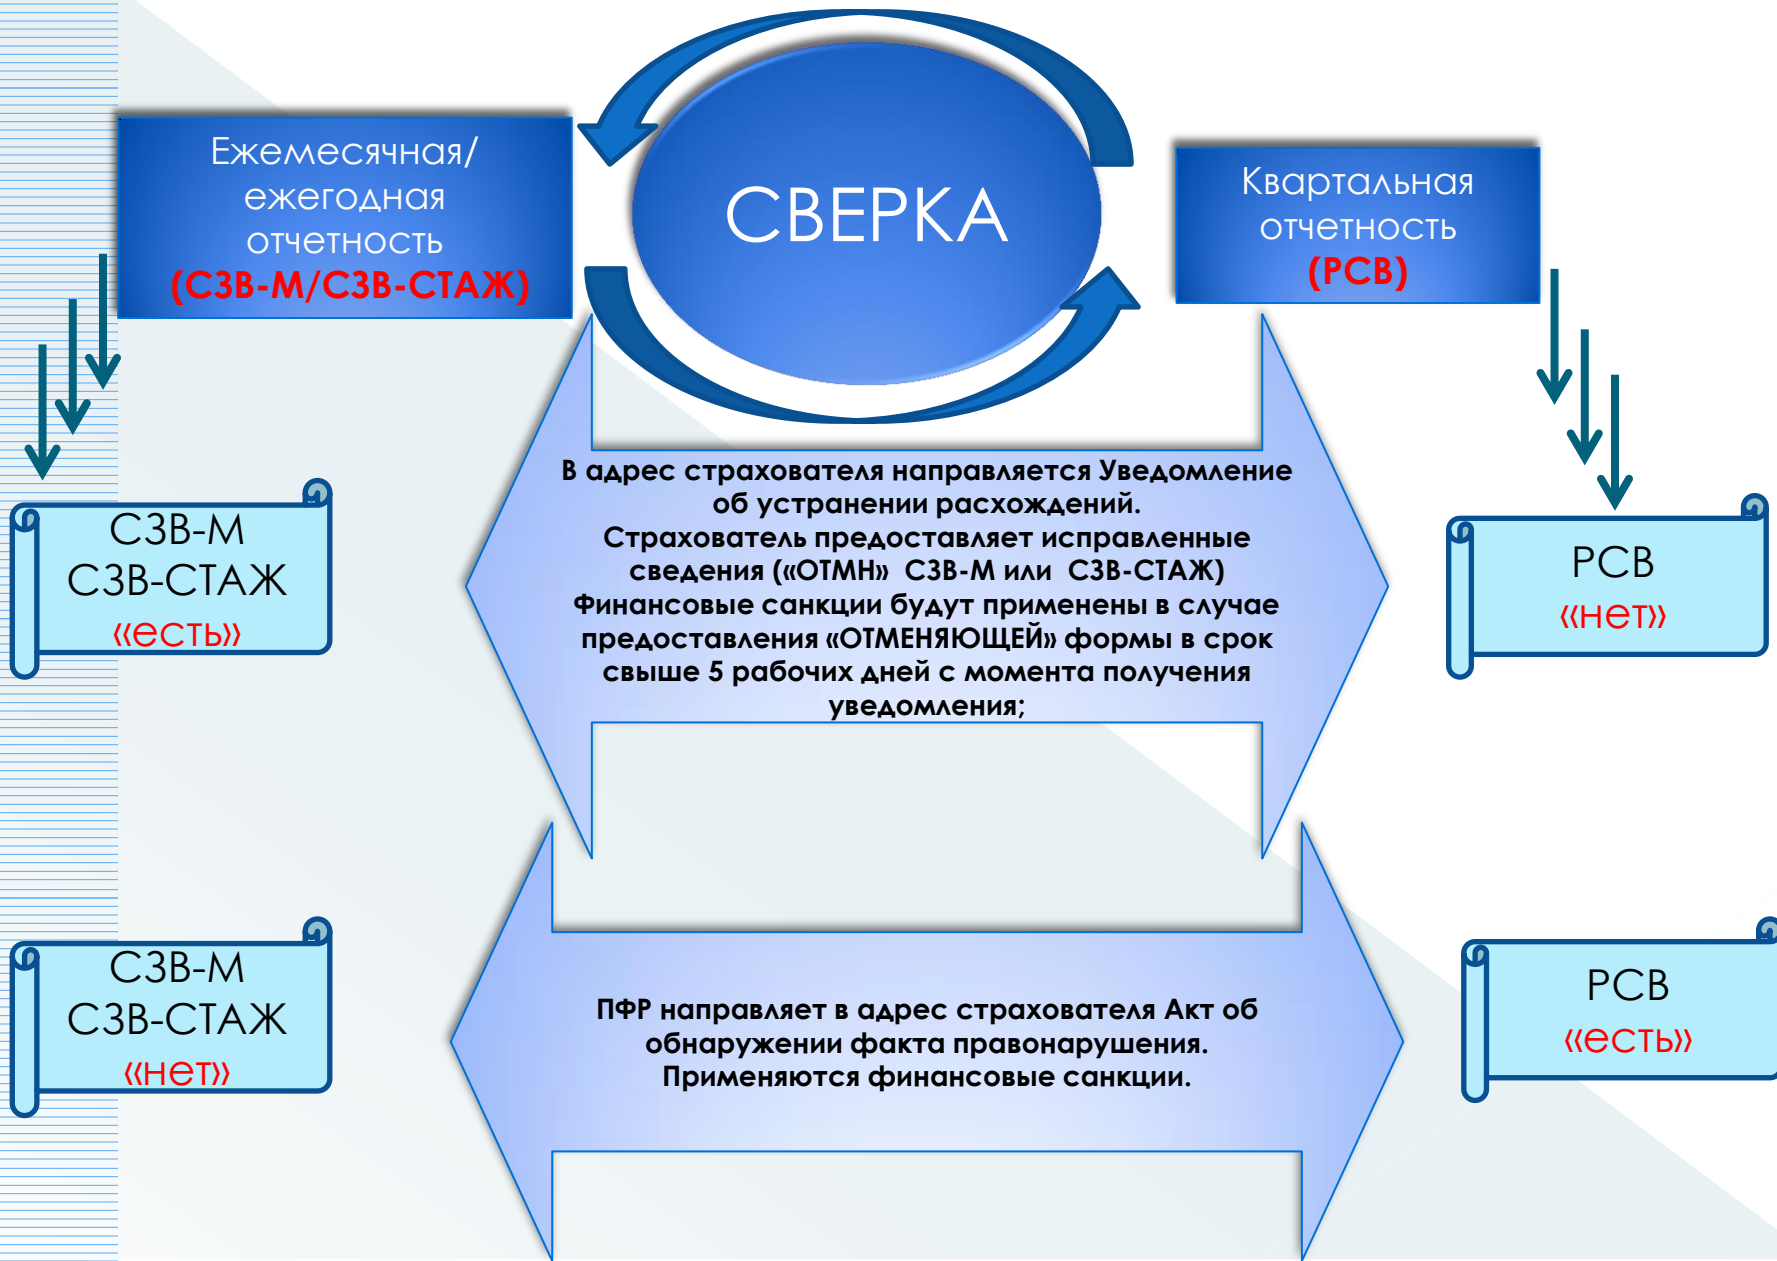 Ежемесячная/
ежегодная
отчетность
(СЗВ-М/СЗВ-СТАЖ)
СВЕРКА
Квартальная
отчетность
(РСВ)
СЗВ-М
СЗВ-СТАЖ
«есть»
В адрес страхователя направляется Уведомление
об устранении расхождений.
Страхователь предоставляет исправленные
сведения («ОТМН»  СЗВ-М или  СЗВ-СТАЖ)
Финансовые санкции будут применены в случае
предоставления «ОТМЕНЯЮЩЕЙ» формы в срок
свыше 5 рабочих дней с момента получения
уведомления;
РСВ
«нет»
СЗВ-М
СЗВ-СТАЖ
«нет»
ПФР направляет в адрес страхователя Акт об
обнаружении факта правонарушения.
Применяются финансовые санкции.
РСВ
«есть»